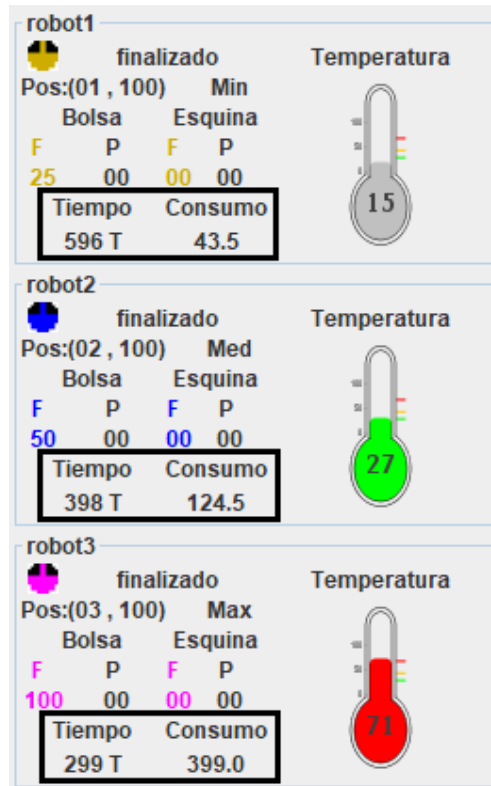 robot1
finalizado Temperatura
Pos:(01 , 100) Min
Bolsa Esquina
F P F P
25 00 00 00
Tiempo Consumo
596 T 43.5
15
robot2
finalizado Temperatura
Pos:(02 , 100) Med
Bolsa Esquina
F P F P
50 00 00 00
Tiempo Consumo
398 T 124.5
27
robot3
finalizado Temperatura
Pos:(03 , 100) Max
Bolsa Esquina
F P F P
100 00 00 00
Tiempo Consumo
299 T 399.0
71